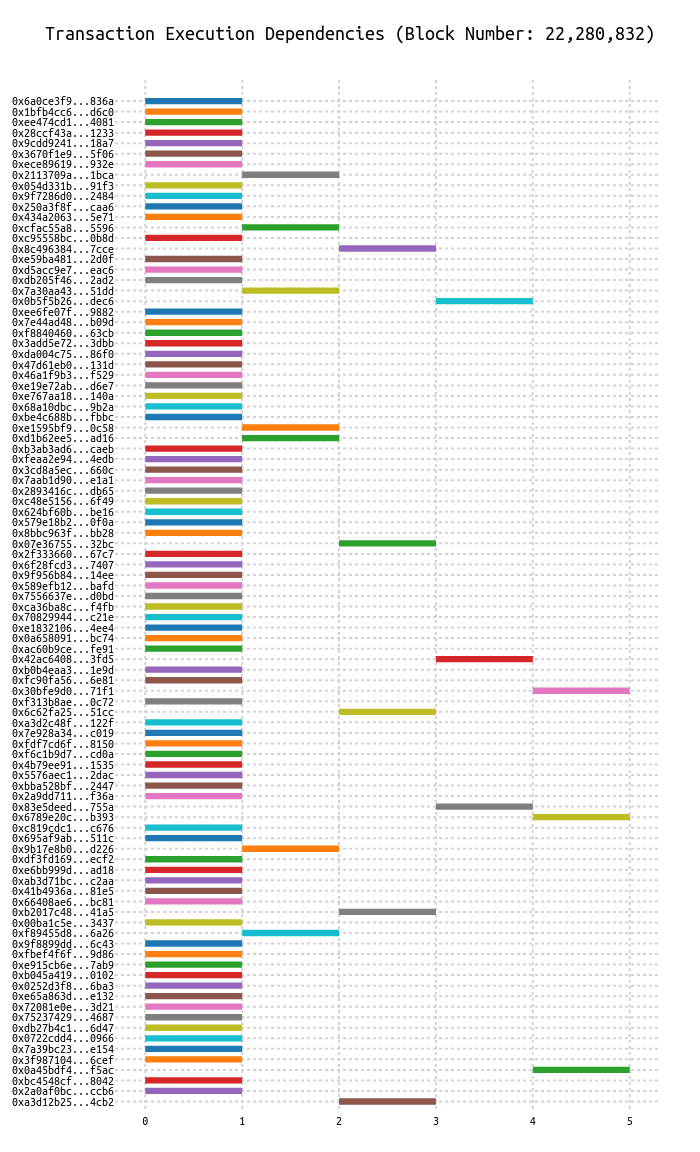 Transaction Execution Dependencies (Block Number: 22,280,832)
0x6a0ce3f9...836a
0x1bfb4cc6...d6c0
0xee474cd1...4081
0x28ccf43a...1233
0x9cdd9241...18a7
0x3670f1e9...5f06
0xece89619...932e
0x2113709a...1bca
0x054d331b...91f3
0x9f7286d0...2484
0x250a3f8f...caa6
0x434a2063...5e71
0xcfac55a8...5596
0xc95558bc...0b8d
0x8c496384...7cce
0xe59ba481...2d0f
0xd5acc9e7...eac6
0xdb205f46...2ad2
0x7a30aa43...51dd
0x0b5f5b26...dec6
0xee6fe07f...9882
0x7e44ad48...b09d
0xf8840460...63cb
0x3add5e72...3dbb
0xda004c75...86f0
0x47d61eb0...131d
0x46a1f9b3...f529
0xe19e72ab...d6e7
0xe767aa18...140a
0x68a10dbc...9b2a
0xbe4c688b...fbbc
0xe1595bf9...0c58
0xd1b62ee5...ad16
0xb3ab3ad6...caeb
0xfeaa2e94...4edb
0x3cd8a5ec...660c
0x7aab1d90...e1a1
0x2893416c...db65
0xc48e5156...6f49
0x624bf60b...be16
0x579e18b2...0f0a
0x8bbc963f...bb28
0x07e36755...32bc
0x2f333660...67c7
0x6f28fcd3...7407
0x9f956b84...14ee
0x589efb12...bafd
0x7556637e...d0bd
0xca36ba8c...f4fb
0x70829944...c21e
0xe1832106...4ee4
0x0a658091...bc74
0xac60b9ce...fe91
0x42ac6408...3fd5
0xb0b4eaa3...1e9d
0xfc90fa56...6e81
0x30bfe9d0...71f1
0xf313b8ae...0c72
0x6c62fa25...51cc
0xa3d2c48f...122f
0x7e928a34...c019
0xfdf7cd6f...8150
0xf6c1b9d7...cd0a
0x4b79ee91...1535
0x5576aec1...2dac
0xbba528bf...2447
0x2a9dd711...f36a
0x83e5deed...755a
0x6789e20c...b393
0xc819cdc1...c676
0x695af9ab...511c
0x9b17e8b0...d226
0xdf3fd169...ecf2
0xe6bb999d...ad18
0xab3d71bc...c2aa
0x41b4936a...81e5
0x66408ae6...bc81
0xb2017c48...41a5
0x00ba1c5e...3437
0xf89455d8...6a26
0x9f8899dd...6c43
0xfbef4f6f...9d86
0xe915cb6e...7ab9
0xb045a419...0102
0x0252d3f8...6ba3
0xe65a863d...e132
0x72081e0e...3d21
0x75237429...4687
0xdb27b4c1...6d47
0x0722cdd4...0966
0x7a39bc23...e154
0x3f987104...6cef
0x0a45bdf4...f5ac
0xbc4548cf...8042
0x2a0af0bc...ccb6
0xa3d12b25...4cb2
0 1 2 3 4 5